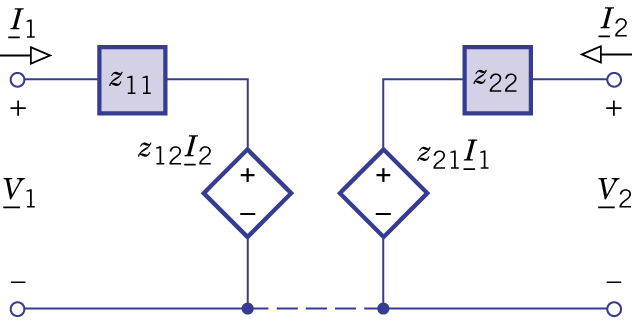 I1 I2
z11 z22
+ +
z12I2 z21I1
+ +
V1 V2
− −
− −